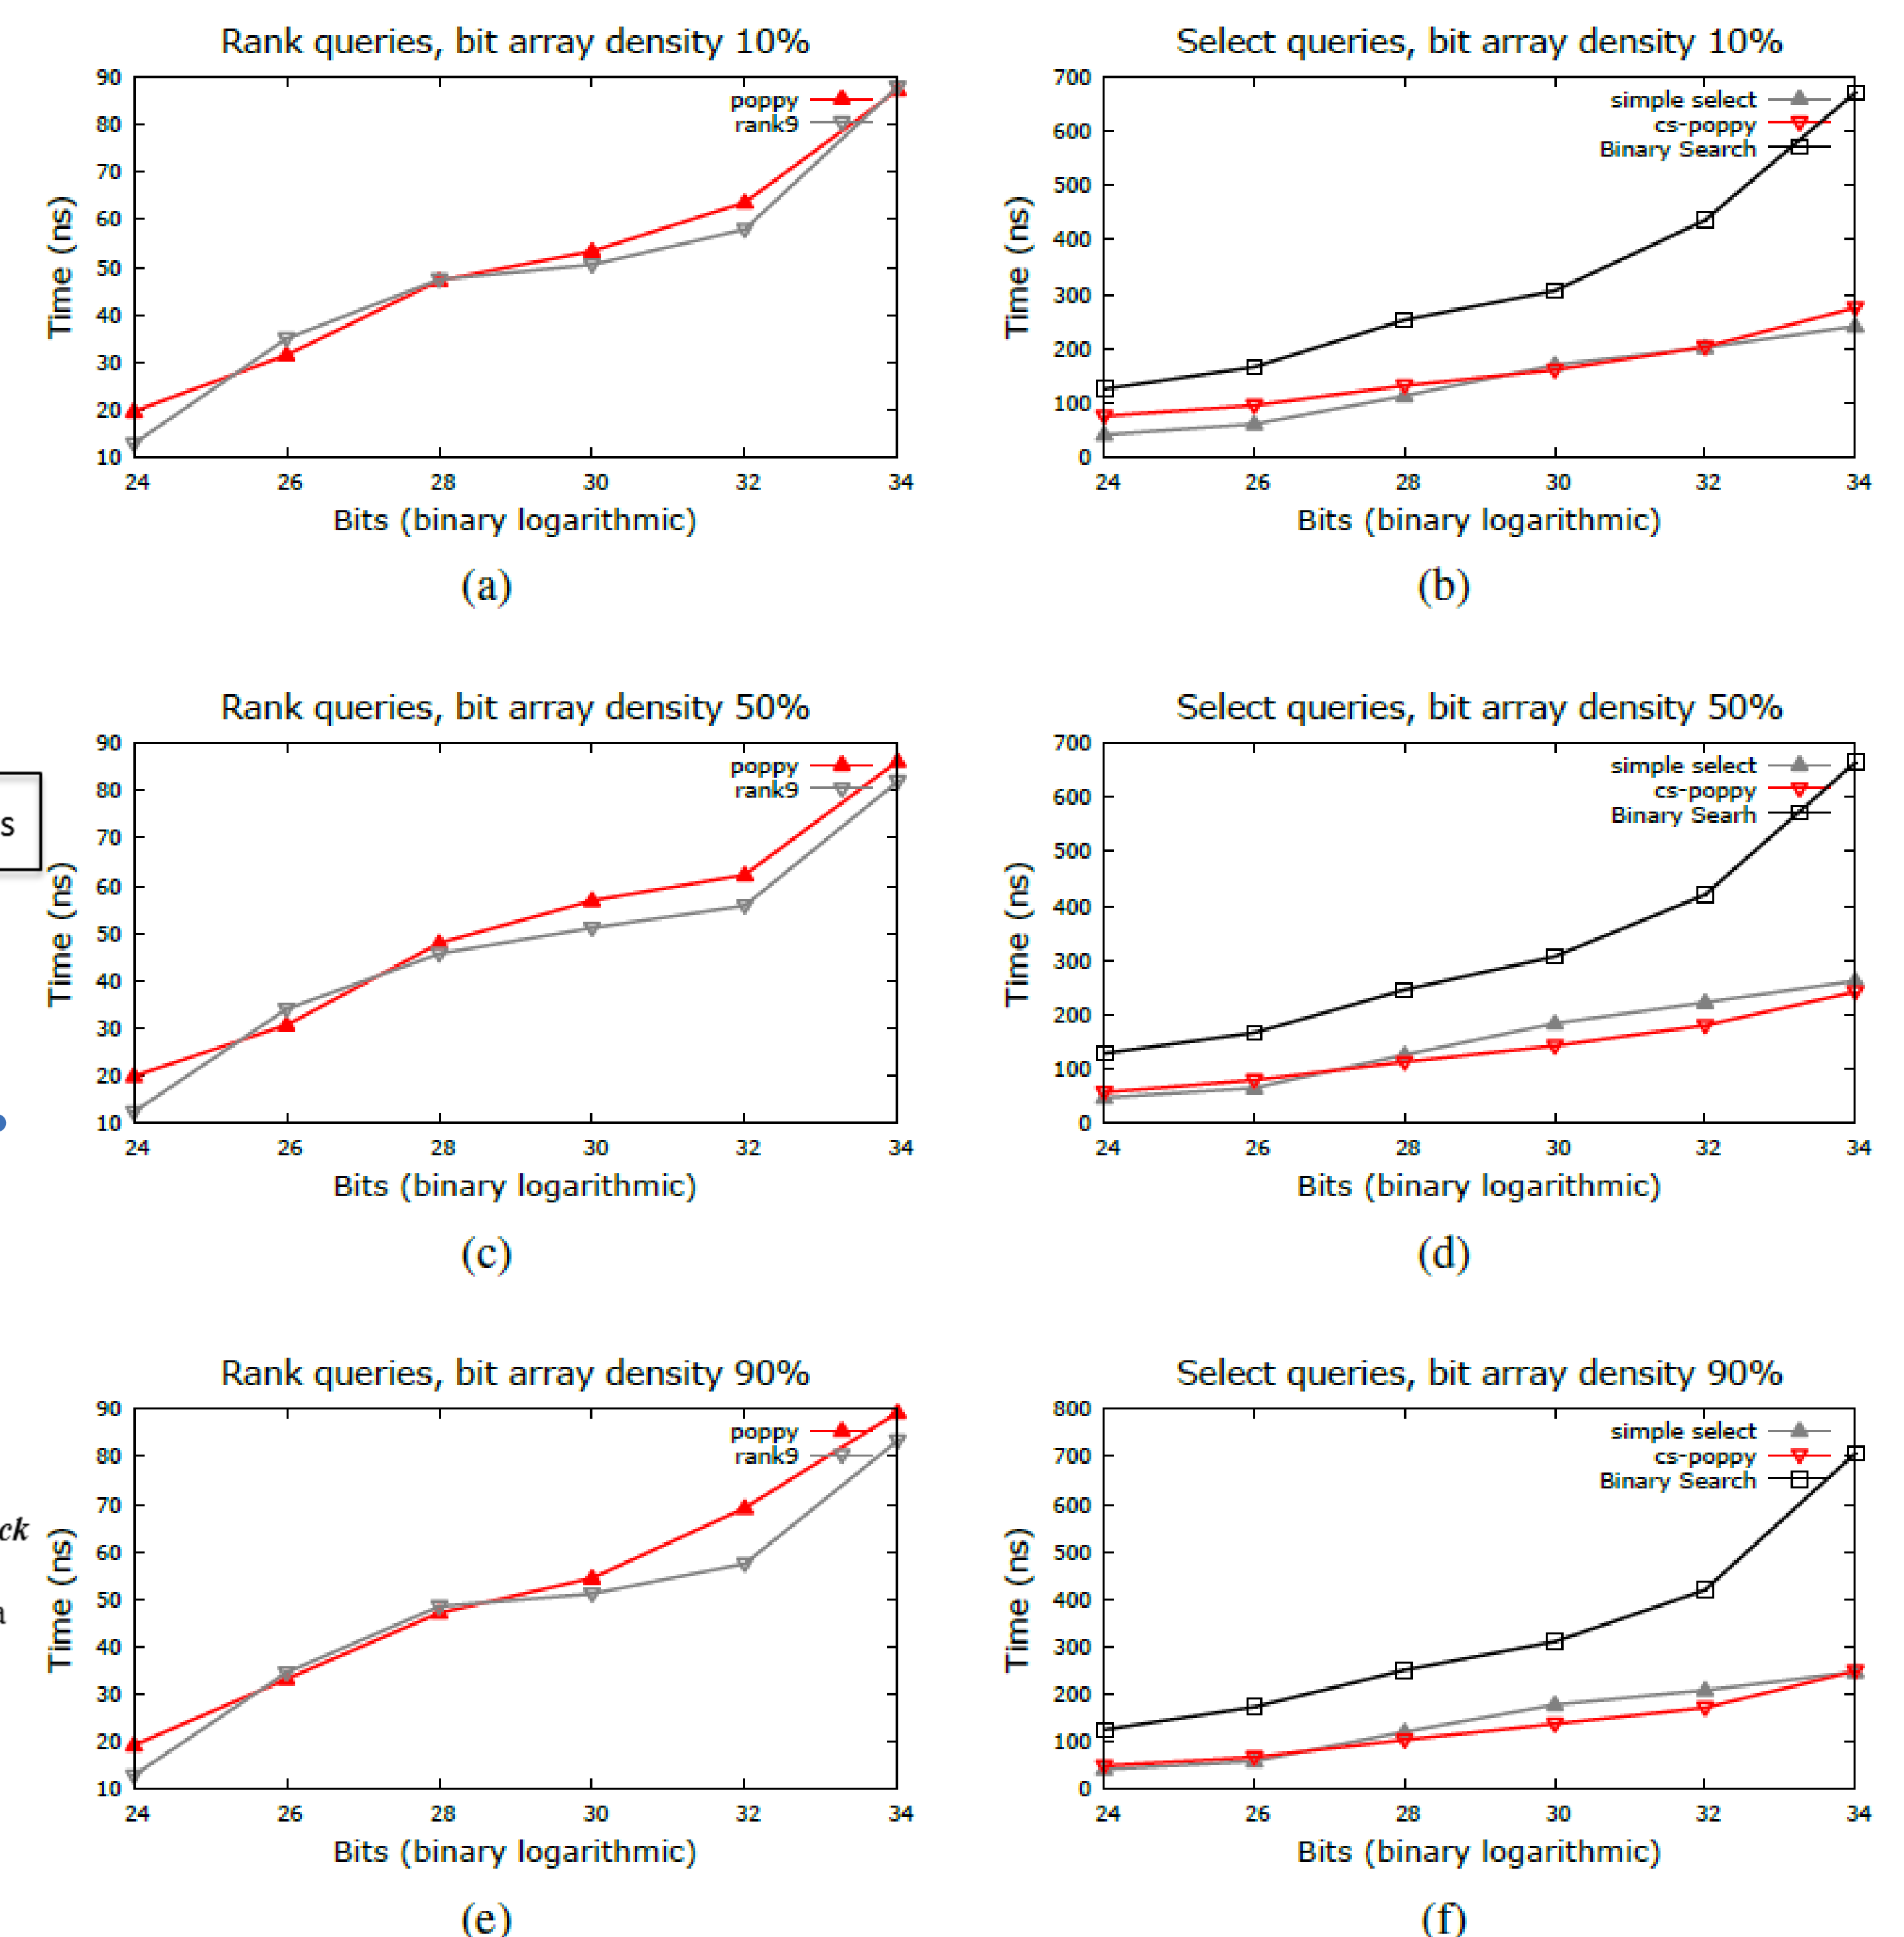 Rank queries, bit array density 10%
90
80
70
60
50
40
30
20
10
Time (ns)
poppy
rank9
24 26 28 30 32 34
Bits (binary logarithmic)
(a)
Select queries, bit array density 10%
700
600
500
400
300
200
100
0
Time (ns)
simple select
cs-poppy
Binary Search
24 26 28 30 32 34
Bits (binary logarithmic)
(b)
s
Rank queries, bit array density 50%
90
80
70
60
50
40
30
20
10
Time (ns)
poppy
rank9
24 26 28 30 32 34
Bits (binary logarithmic)
(c)
Select queries, bit array density 50%
700
600
500
400
300
200
100
0
Time (ns)
simple select
cs-poppy
Binary Searh
24 26 28 30 32 34
Bits (binary logarithmic)
(d)
ck
a
Rank queries, bit array density 90%
90
80
70
60
50
40
30
20
10
Time (ns)
poppy
rank9
24 26 28 30 32 34
Bits (binary logarithmic)
(e)
Select queries, bit array density 90%
800
700
600
500
400
300
200
100
0
Time (ns)
simple select
cs-poppy
Binary Search
24 26 28 30 32 34
Bits (binary logarithmic)
(f)